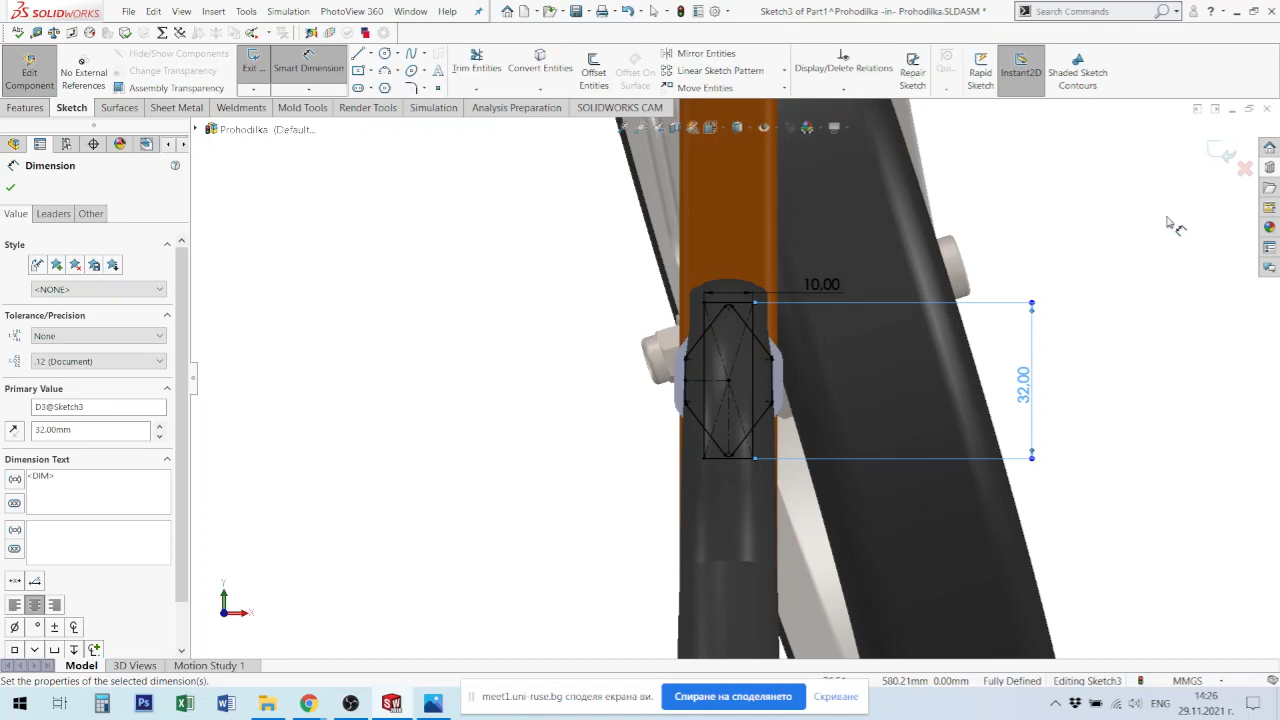 SOLIDWORKS File Edit View Insert Tools Simulation PhotoView 360 Window Help Sketch3 of Part1^Prohodilka -in- Prohodilka.SLDASM * Search Commands
Edit Component
No External References
Hide/Show Components
Change Transparency
Assembly Transparency
Exit ...
Smart Dimension
Trim Entities
Convert Entities
Offset Entities
Offset On Surface
Mirror Entities
Linear Sketch Pattern
Move Entities
Display/Delete Relations
Repair Sketch
Qui...
Rapid Sketch
Instant2D
Shaded Sketch Contours
Features Sketch Surfaces Sheet Metal Weldments Mold Tools Render Tools Simulation Analysis Preparation SOLIDWORKS CAM
Prohodilka (Default...
Dimension
Value Leaders Other
Style
<NONE>
Tolerance/Precision
None
.12 (Document)
Primary Value
D3@Sketch3
32.00mm
Dimension Text
<DIM>
10,00
32,00
Y
X
Model 3D Views Motion Study 1
Set the properties of the selected dimension(s).
580.21mm 0.00mm Fully Defined Editing Sketch3 MMGS
meet1.uni-ruse.bg споделя екрана ви. Спиране на споделянето Скриване
ENG
14:26
29.11.2021 г.